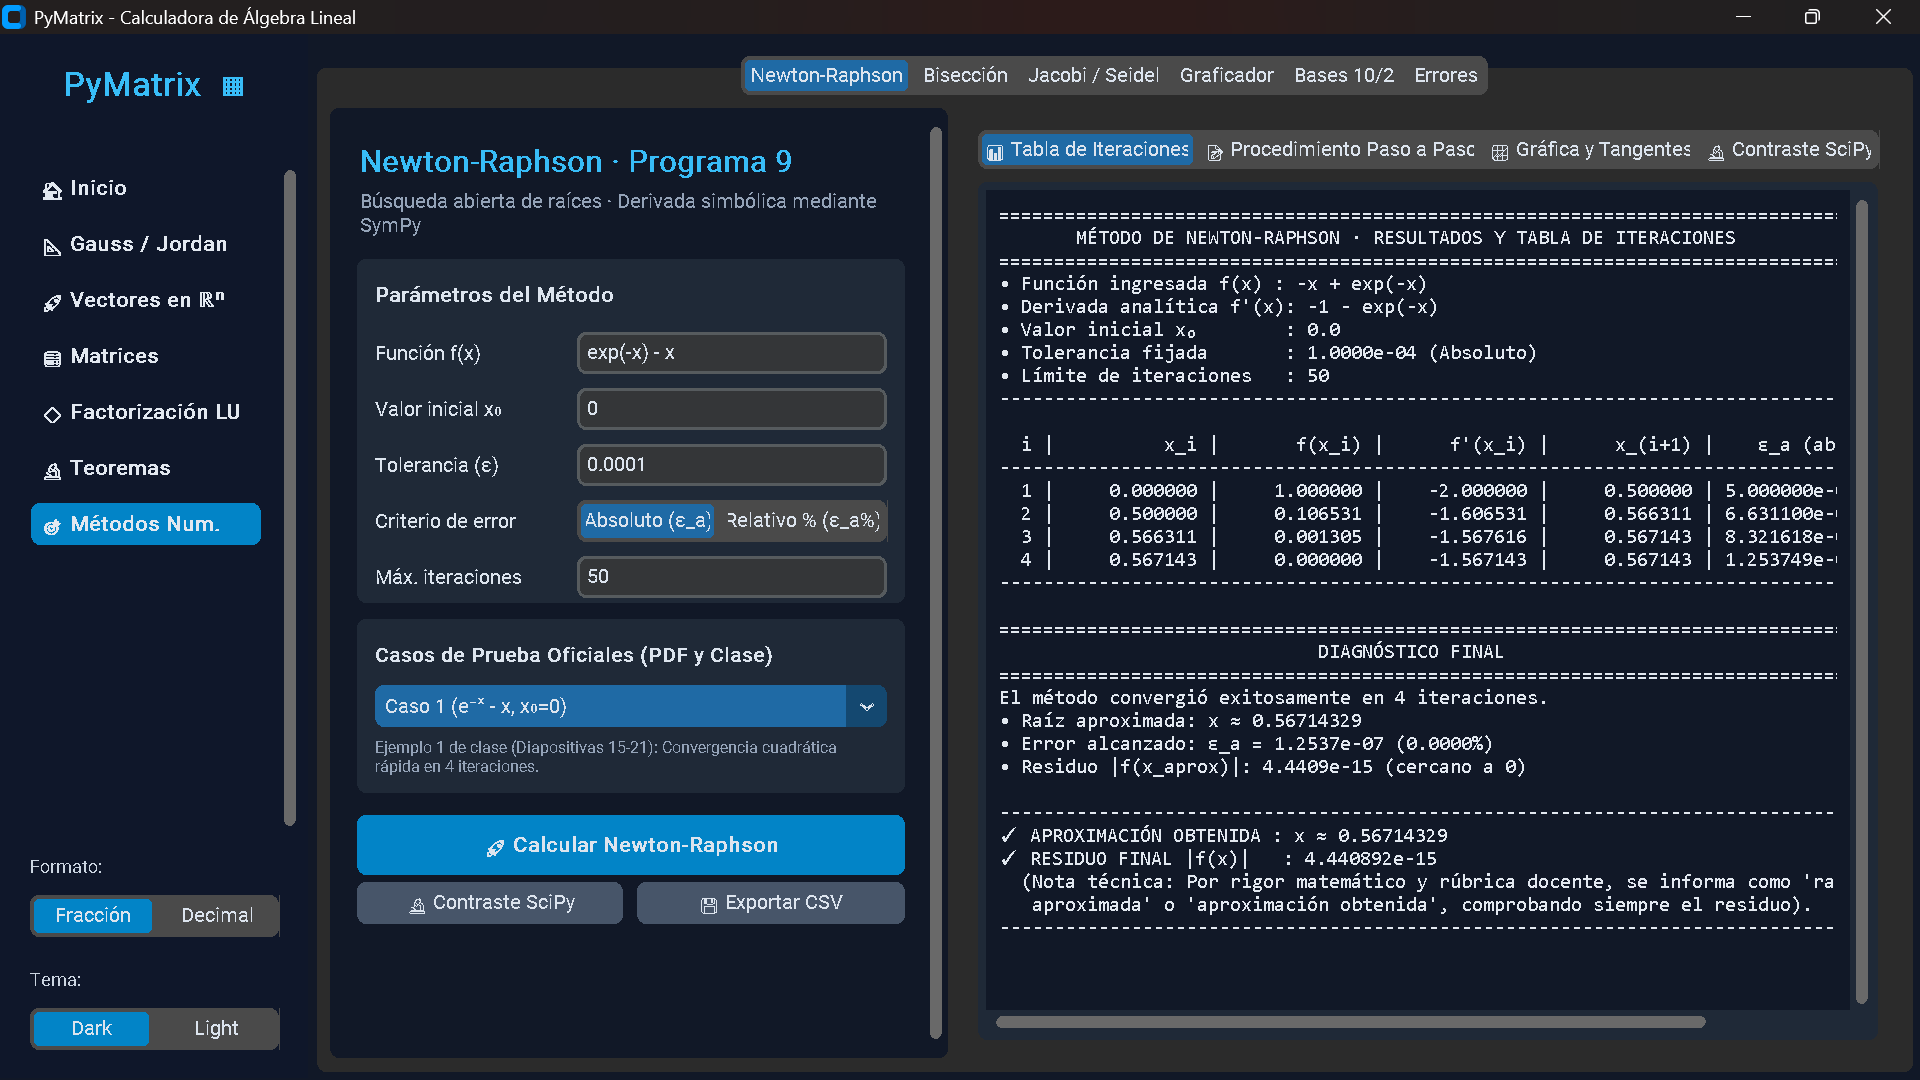 PyMatrix - Calculadora de Álgebra Lineal
PyMatrix
Inicio
Gauss / Jordan
Vectores en ℝⁿ
Matrices
Factorización LU
Teoremas
Métodos Num.
Formato:
Fracción Decimal
Tema:
Dark Light
Newton-Raphson Bisección Jacobi / Seidel Graficador Bases 10/2 Errores
Newton-Raphson · Programa 9
Búsqueda abierta de raíces · Derivada simbólica mediante
SymPy
Parámetros del Método
Función f(x) exp(-x) - x
Valor inicial x₀ 0
Tolerancia (ε) 0.0001
Criterio de error Absoluto (ε_a) Relativo % (ε_a%)
Máx. iteraciones 50
Casos de Prueba Oficiales (PDF y Clase)
Caso 1 (e⁻ˣ - x, x₀=0)
Ejemplo 1 de clase (Diapositivas 15-21): Convergencia cuadrática
rápida en 4 iteraciones.
Calcular Newton-Raphson
Contraste SciPy Exportar CSV
Tabla de Iteraciones Procedimiento Paso a Paso Gráfica y Tangentes Contraste SciPy
================================================================================
MÉTODO DE NEWTON-RAPHSON · RESULTADOS Y TABLA DE ITERACIONES
================================================================================
• Función ingresada f(x) : -x + exp(-x)
• Derivada analítica f'(x): -1 - exp(-x)
• Valor inicial x₀ : 0.0
• Tolerancia fijada : 1.0000e-04 (Absoluto)
• Límite de iteraciones : 50
--------------------------------------------------------------------------------
i | x_i | f(x_i) | f'(x_i) | x_(i+1) | ε_a (ab
--------------------------------------------------------------------------------
1 | 0.000000 | 1.000000 | -2.000000 | 0.500000 | 5.000000e-
2 | 0.500000 | 0.106531 | -1.606531 | 0.566311 | 6.631100e-
3 | 0.566311 | 0.001305 | -1.567616 | 0.567143 | 8.321618e-
4 | 0.567143 | 0.000000 | -1.567143 | 0.567143 | 1.253749e-
--------------------------------------------------------------------------------
================================================================================
DIAGNÓSTICO FINAL
================================================================================
El método convergió exitosamente en 4 iteraciones.
• Raíz aproximada: x ≈ 0.56714329
• Error alcanzado: ε_a = 1.2537e-07 (0.0000%)
• Residuo |f(x_aprox)|: 4.4409e-15 (cercano a 0)
--------------------------------------------------------------------------------
✓ APROXIMACIÓN OBTENIDA : x ≈ 0.56714329
✓ RESIDUO FINAL |f(x)| : 4.440892e-15
(Nota técnica: Por rigor matemático y rúbrica docente, se informa como 'ra
aproximada' o 'aproximación obtenida', comprobando siempre el residuo).
--------------------------------------------------------------------------------